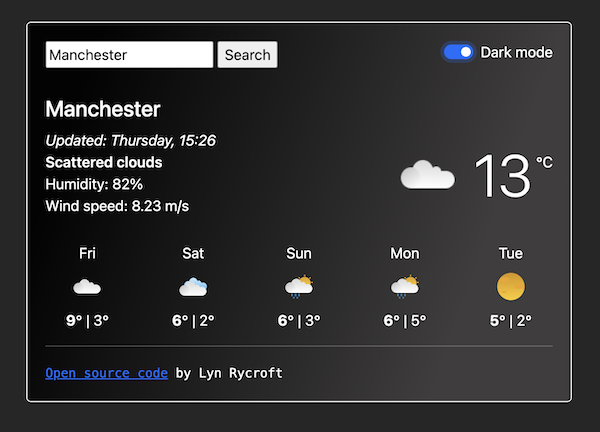 Manchester Search Dark mode
Manchester
Updated: Thursday, 15:26
Scattered clouds
Humidity: 82%
Wind speed: 8.23 m/s
13 °C
Fri Sat Sun Mon Tue
9° | 3° 6° | 2° 6° | 3° 6° | 5° 5° | 2°
Open source code by Lyn Rycroft